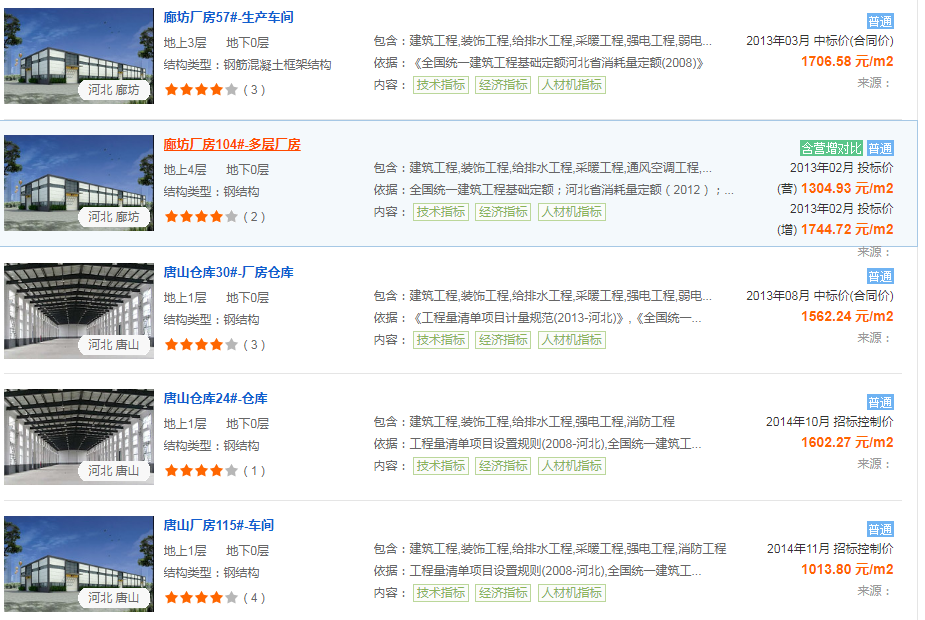 廊坊厂房57#-生产车间
普通
地上3层 地下0层
包含：建筑工程,装饰工程,给排水工程,采暖工程,强电工程,弱电...
2013年03月 中标价(合同价)
结构类型：钢筋混凝土框架结构
依据：《全国统一建筑工程基础定额河北省消耗量定额(2008)》
1706.58 元/m2
河北 廊坊
(3)
内容： 技术指标 经济指标 人材机指标
来源：
廊坊厂房104#-多层厂房
含营增对比 普通
地上4层 地下0层
包含：建筑工程,装饰工程,给排水工程,采暖工程,通风空调工程,...
2013年02月 投标价
结构类型：钢结构
依据：全国统一建筑工程基础定额；河北省消耗量定额（2012）；...
(营) 1304.93 元/m2
河北 廊坊
(2)
内容： 技术指标 经济指标 人材机指标
2013年02月 投标价
(增) 1744.72 元/m2
来源：
唐山仓库30#-厂房仓库
普通
地上1层 地下0层
包含：建筑工程,装饰工程,给排水工程,采暖工程,强电工程,弱电...
2013年08月 中标价(合同价)
结构类型：钢结构
依据：《工程量清单项目计量规范(2013-河北)》,《全国统一...
1562.24 元/m2
河北 唐山
(3)
内容： 技术指标 经济指标 人材机指标
来源：
唐山仓库24#-仓库
普通
地上1层 地下0层
包含：建筑工程,装饰工程,给排水工程,强电工程,消防工程
2014年10月 招标控制价
结构类型：钢结构
依据：工程量清单项目设置规则(2008-河北),全国统一建筑工...
1602.27 元/m2
河北 唐山
(1)
内容： 技术指标 经济指标 人材机指标
来源：
唐山厂房115#-车间
普通
地上1层 地下0层
包含：建筑工程,装饰工程,给排水工程,采暖工程,强电工程,消防工程
2014年11月 招标控制价
结构类型：钢结构
依据：工程量清单项目设置规则(2008-河北),全国统一建筑工...
1013.80 元/m2
河北 唐山
(4)
内容： 技术指标 经济指标 人材机指标
来源：